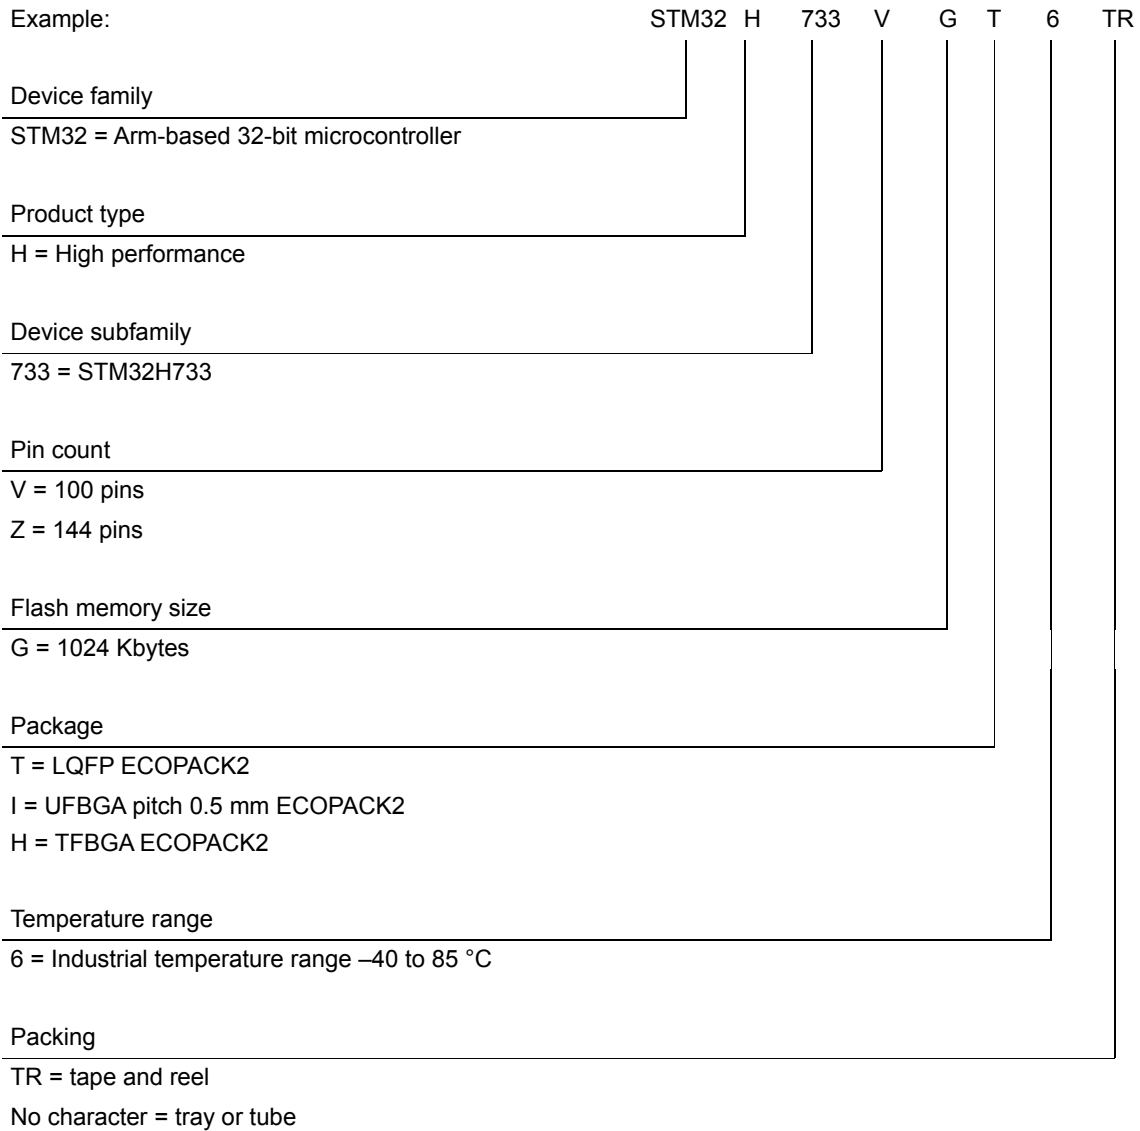 Example: STM32 H 733 V G T 6 TR
Device family
STM32 = Arm-based 32-bit microcontroller
Product type
H = High performance
Device subfamily
733 = STM32H733
Pin count
V = 100 pins
Z = 144 pins
Flash memory size
G = 1024 Kbytes
Package
T = LQFP ECOPACK2
I = UFBGA pitch 0.5 mm ECOPACK2
H = TFBGA ECOPACK2
Temperature range
6 = Industrial temperature range –40 to 85 °C
Packing
TR = tape and reel
No character = tray or tube